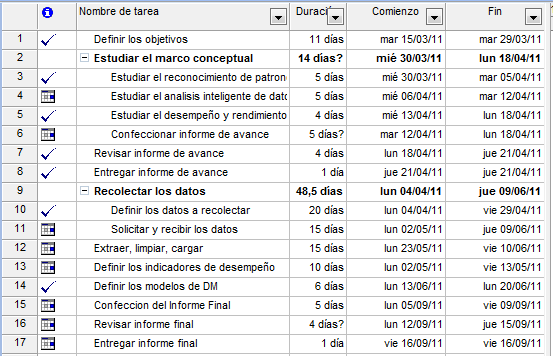 Nombre de tarea Duració Comienzo Fin
1 Definir los objetivos 11 días mar 15/03/11 mar 29/03/11
2 Estudiar el marco conceptual 14 días? mié 30/03/11 lun 18/04/11
3 Estudiar el reconocimiento de patron 5 días mié 30/03/11 mar 05/04/11
4 Estudiar el analisis inteligente de dato 5 días mié 06/04/11 mar 12/04/11
5 Estudiar el desempeño y rendimiento 4 días mié 13/04/11 lun 18/04/11
6 Confeccionar informe de avance 5 días? mar 12/04/11 lun 18/04/11
7 Revisar informe de avance 4 días lun 18/04/11 jue 21/04/11
8 Entregar informe de avance 1 día jue 21/04/11 jue 21/04/11
9 Recolectar los datos 48,5 días lun 04/04/11 jue 09/06/11
10 Definir los datos a recolectar 20 días lun 04/04/11 vie 29/04/11
11 Solicitar y recibir los datos 15 días lun 02/05/11 jue 09/06/11
12 Extraer, limpiar, cargar 15 días lun 23/05/11 vie 10/06/11
13 Definir los indicadores de desempeño 10 días lun 02/05/11 vie 13/05/11
14 Definir los modelos de DM 6 días lun 13/06/11 lun 20/06/11
15 Confeccion del Informe Final 5 días lun 05/09/11 vie 09/09/11
16 Revisar informe final 4 días? lun 12/09/11 jue 15/09/11
17 Entregar informe final 1 día vie 16/09/11 vie 16/09/11